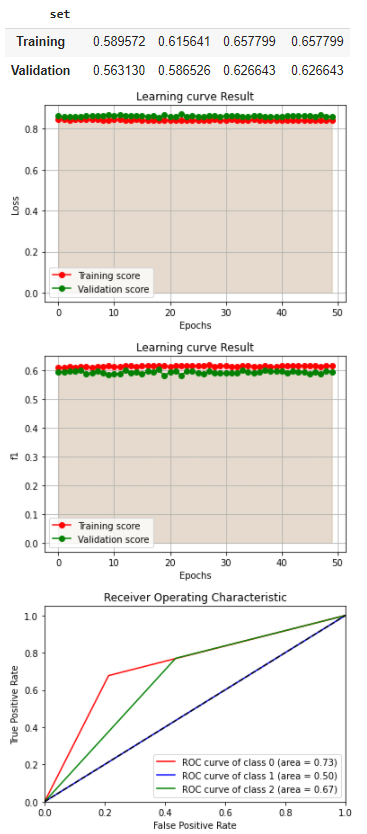 set
Training 0.589572 0.615641 0.657799 0.657799
Validation 0.563130 0.586526 0.626643 0.626643
Learning curve Result
0.8
0.6
0.4
0.2
0.0
Loss
Training score
Validation score
0 10 20 30 40 50
Epochs
Learning curve Result
0.6
0.5
0.4
0.3
0.2
0.1
0.0
f1
Training score
Validation score
0 10 20 30 40 50
Epochs
Receiver Operating Characteristic
1.0
0.8
0.6
0.4
0.2
0.0
True Positive Rate
ROC curve of class 0 (area = 0.73)
ROC curve of class 1 (area = 0.50)
ROC curve of class 2 (area = 0.67)
0.0 0.2 0.4 0.6 0.8 1.0
False Positive Rate